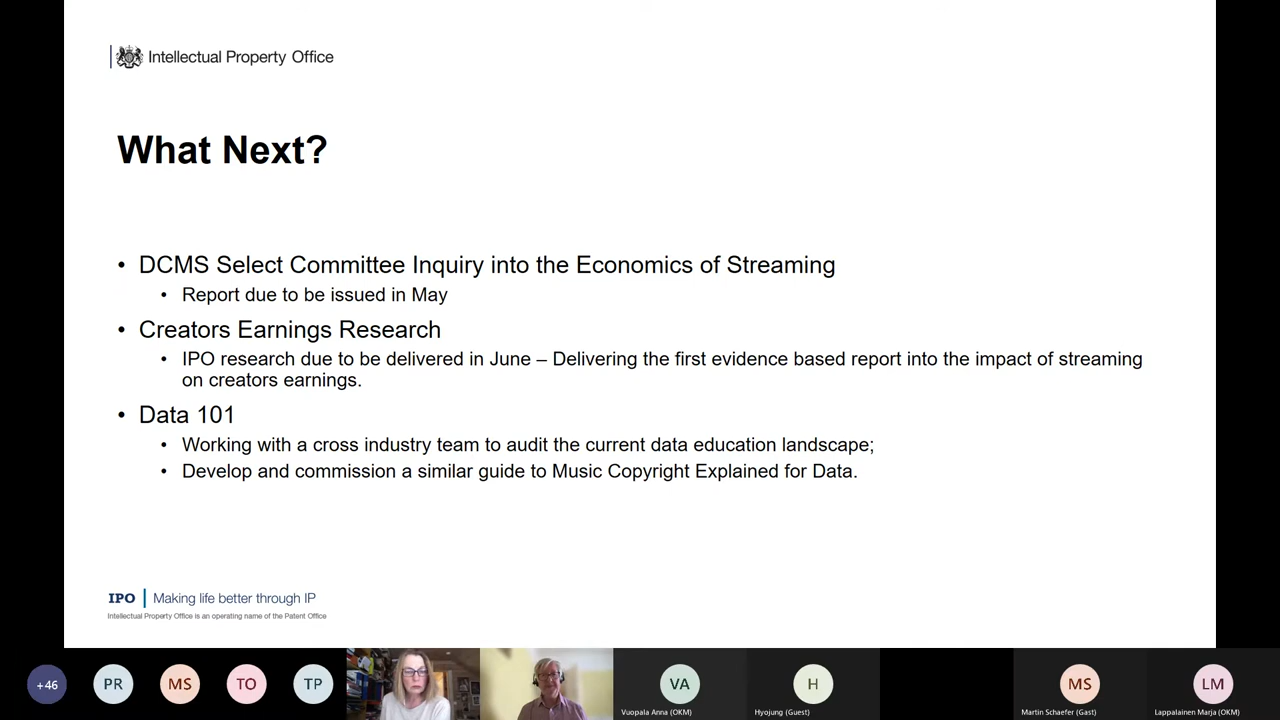 Intellectual Property Office
What Next?
• DCMS Select Committee Inquiry into the Economics of Streaming
• Report due to be issued in May
• Creators Earnings Research
• IPO research due to be delivered in June – Delivering the first evidence based report into the impact of streaming
on creators earnings.
• Data 101
• Working with a cross industry team to audit the current data education landscape;
• Develop and commission a similar guide to Music Copyright Explained for Data.
IPO | Making life better through IP
Intellectual Property Office is an operating name of the Patent Office
+46 PR MS TO TP VA H MS LM
Vuopala Anna (OKM) Hyojung (Guest) Martin Schaefer (Gast) Lappalainen Marja (OKM)